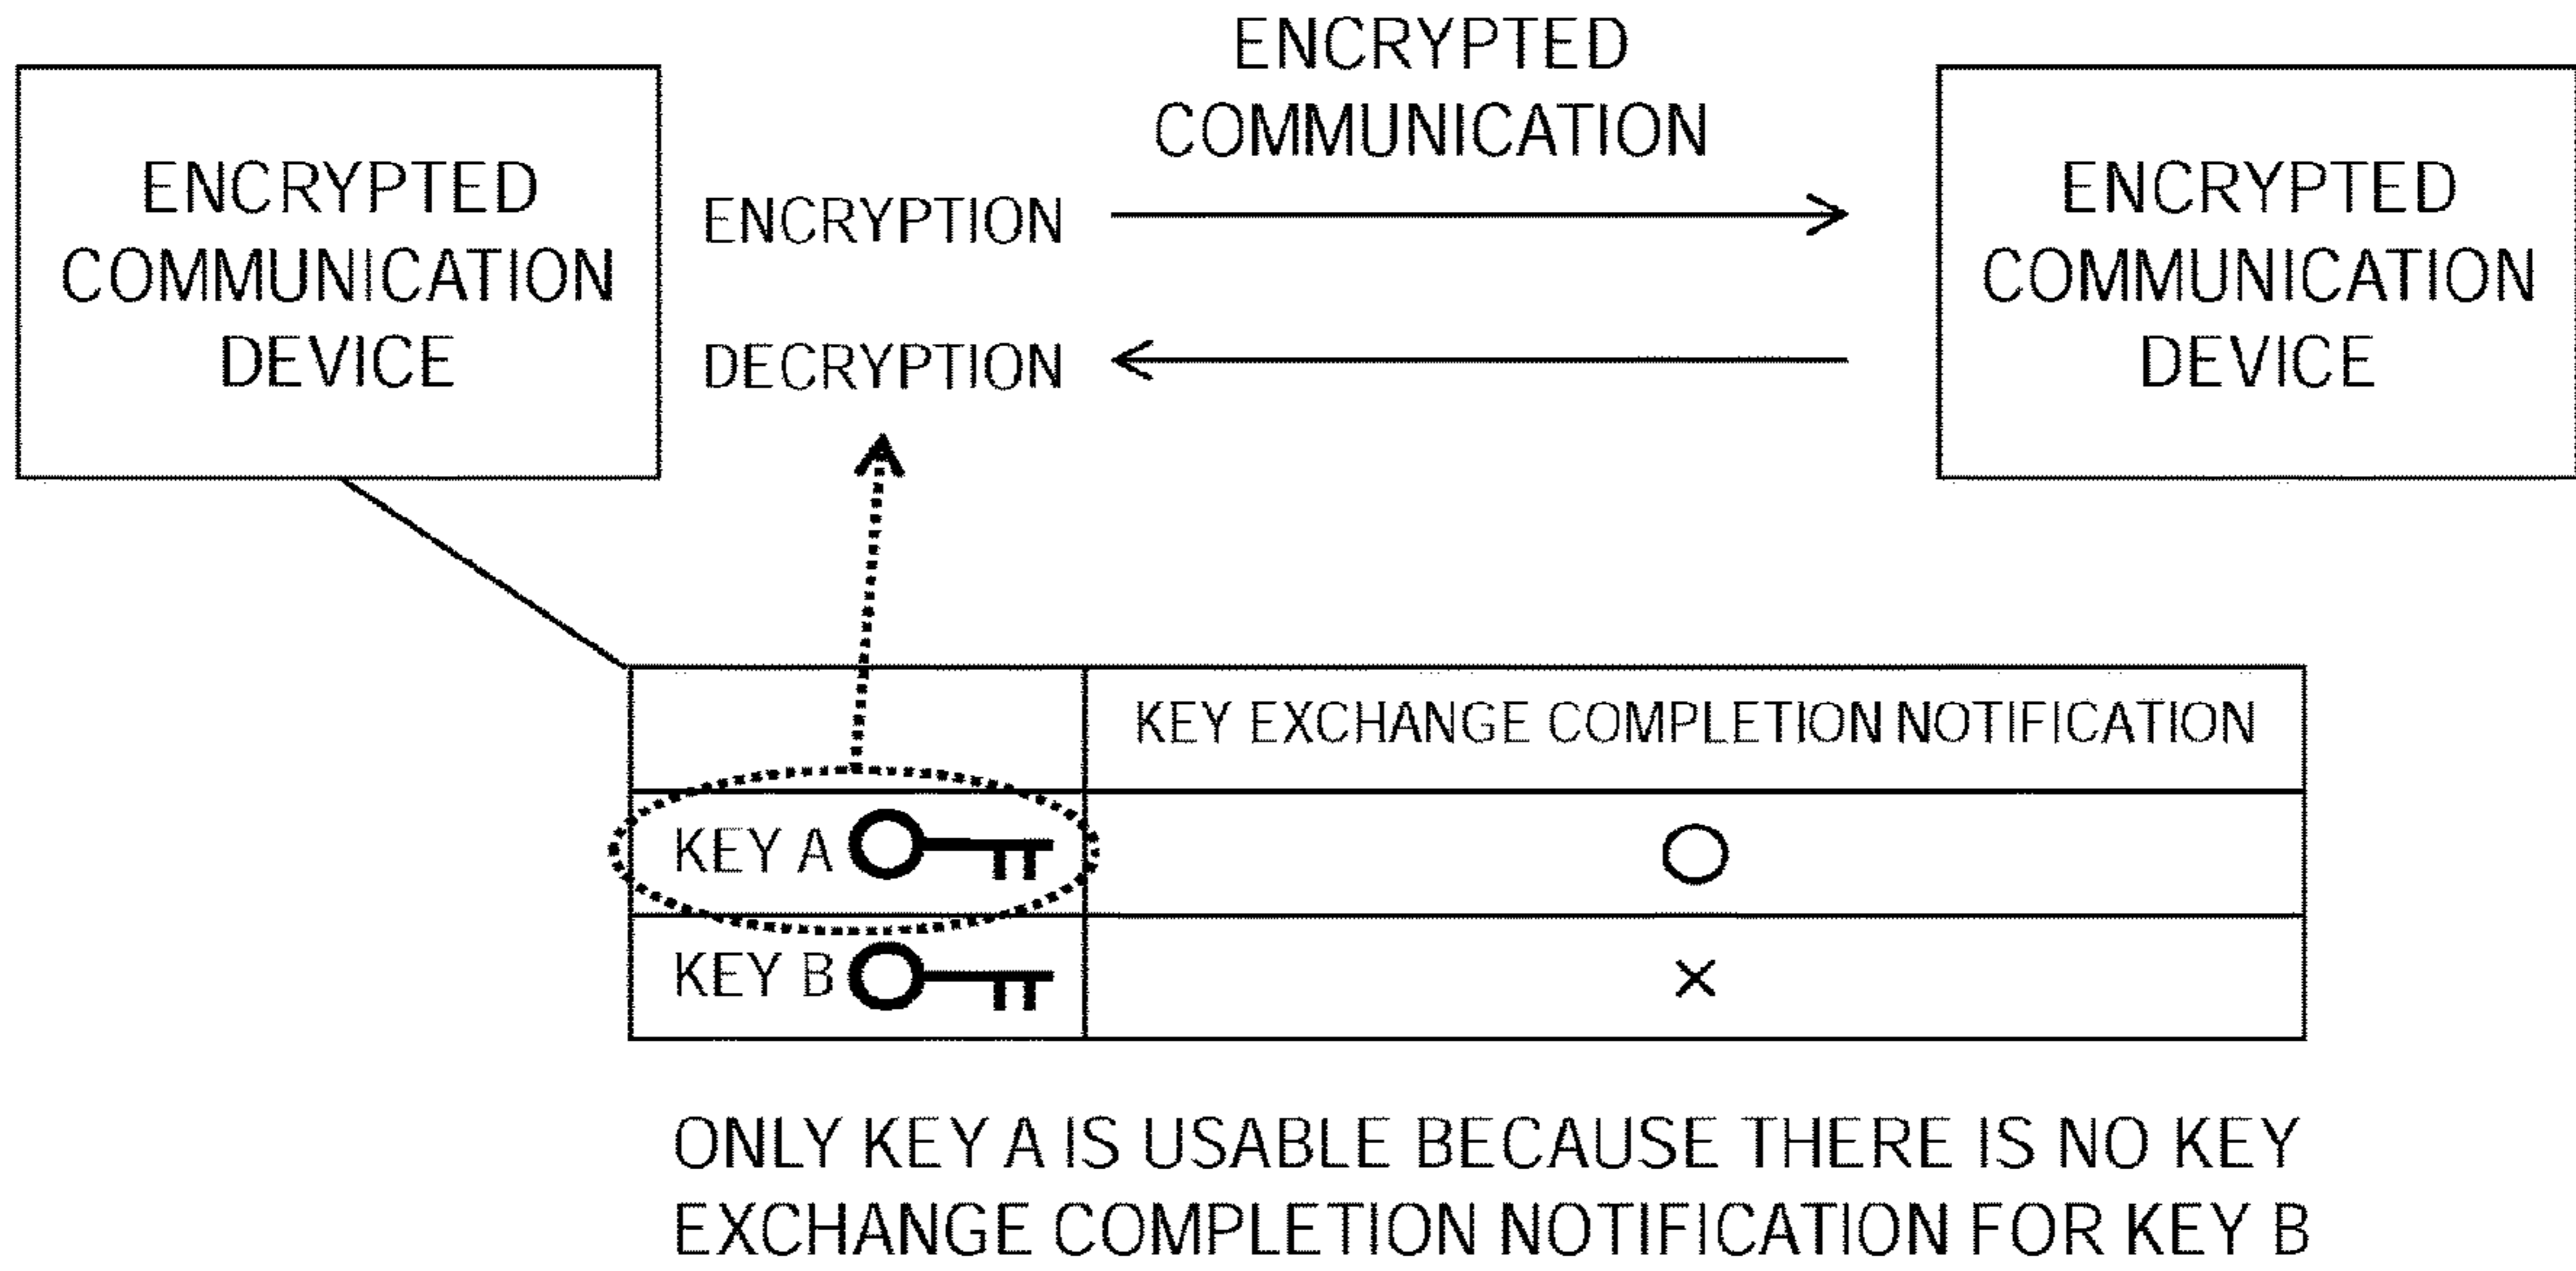 ENCRYPTED
COMMUNICATION
DEVICE
ENCRYPTED
COMMUNICATION
ENCRYPTION
DECRYPTION
ENCRYPTED
COMMUNICATION
DEVICE
KEY EXCHANGE COMPLETION NOTIFICATION
KEY A
KEY B
ONLY KEY A IS USABLE BECAUSE THERE IS NO KEY
EXCHANGE COMPLETION NOTIFICATION FOR KEY B